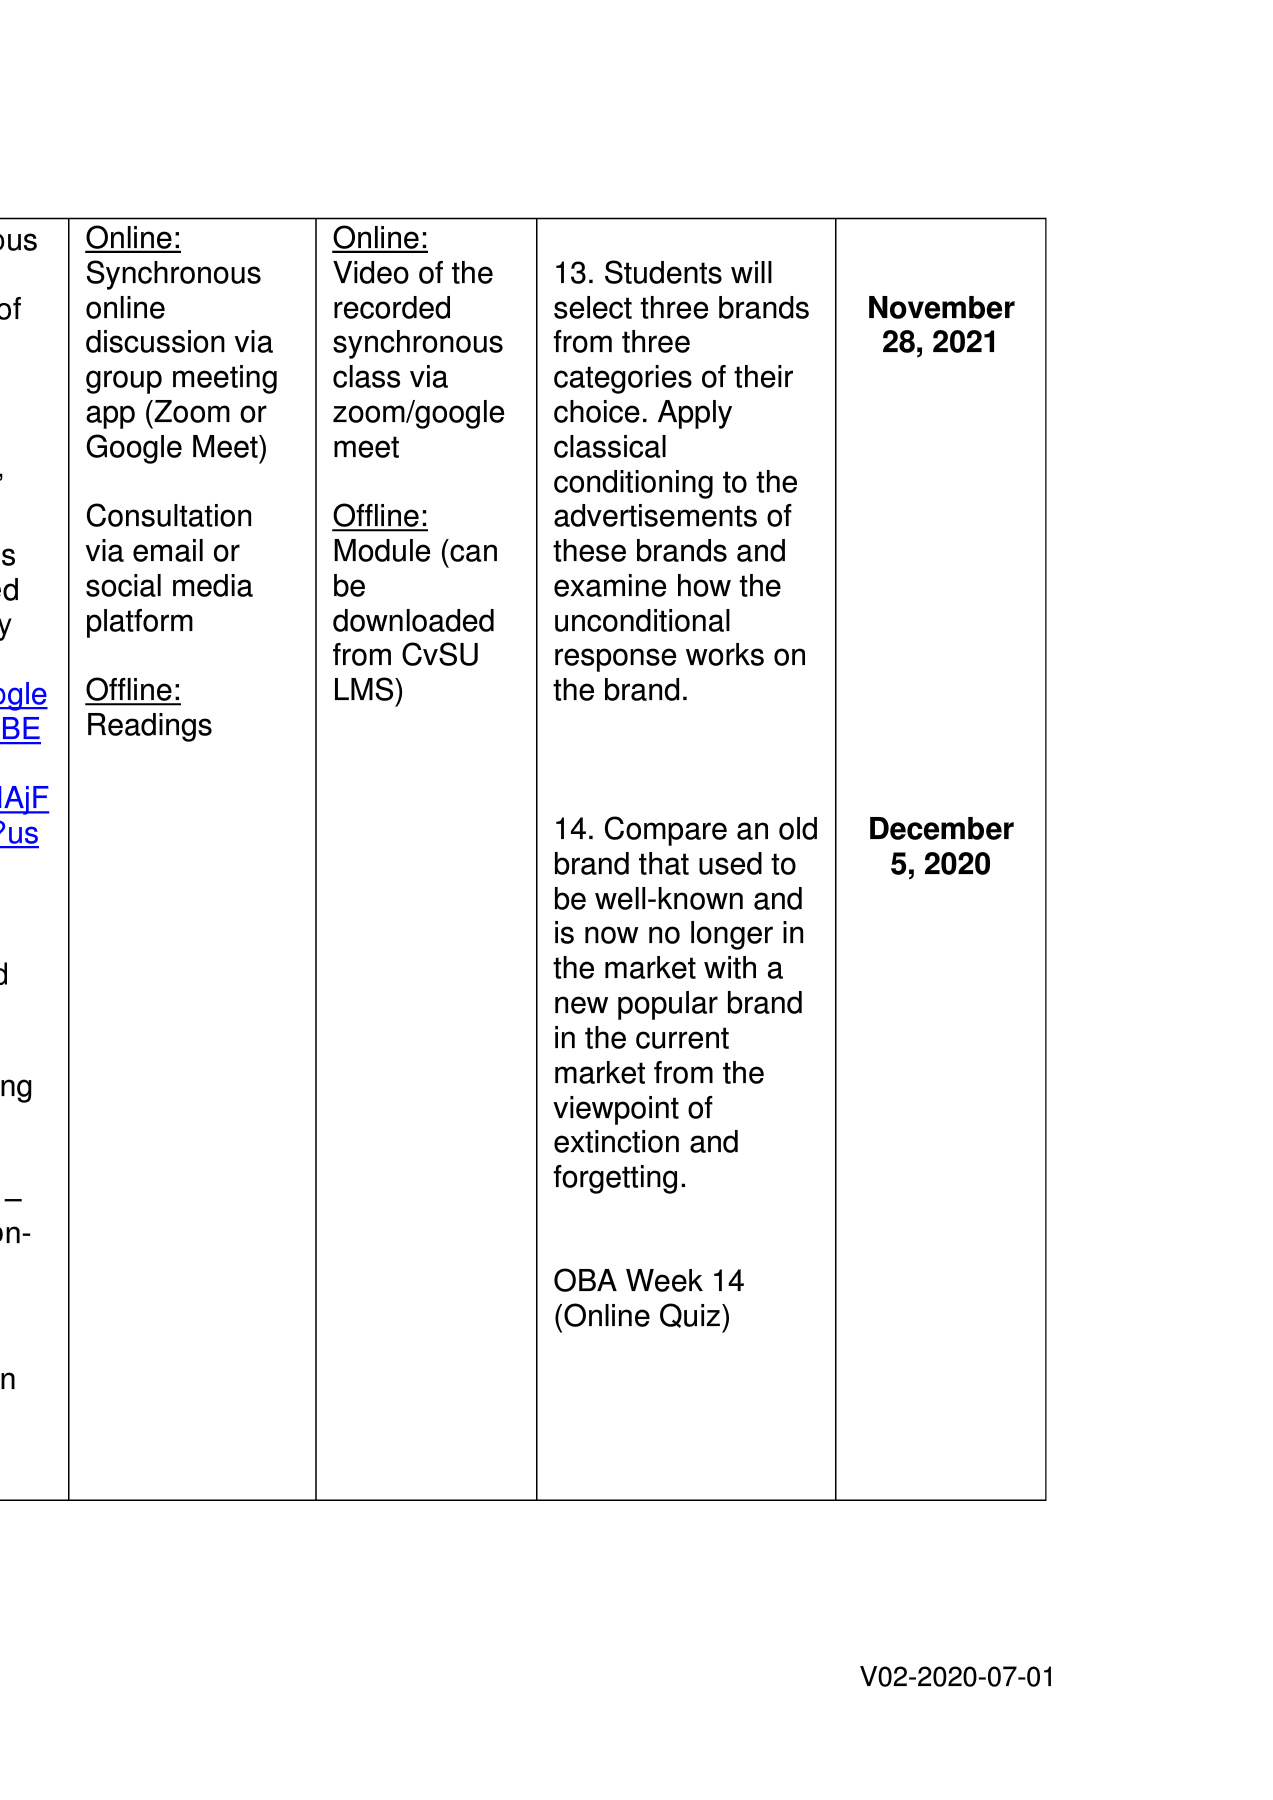 ous
of
,
s
ed
y
ogle
BE
AjF
?us
d
ng
–
on-
n
Online:
Synchronous
online
discussion via
group meeting
app (Zoom or
Google Meet)
Consultation
via email or
social media
platform
Offline:
Readings
Online:
Video of the
recorded
synchronous
class via
zoom/google
meet
Offline:
Module (can
be
downloaded
from CvSU
LMS)
13. Students will
select three brands
from three
categories of their
choice. Apply
classical
conditioning to the
advertisements of
these brands and
examine how the
unconditional
response works on
the brand.
14. Compare an old
brand that used to
be well-known and
is now no longer in
the market with a
new popular brand
in the current
market from the
viewpoint of
extinction and
forgetting.
OBA Week 14
(Online Quiz)
November
28, 2021
December
5, 2020
V02-2020-07-01